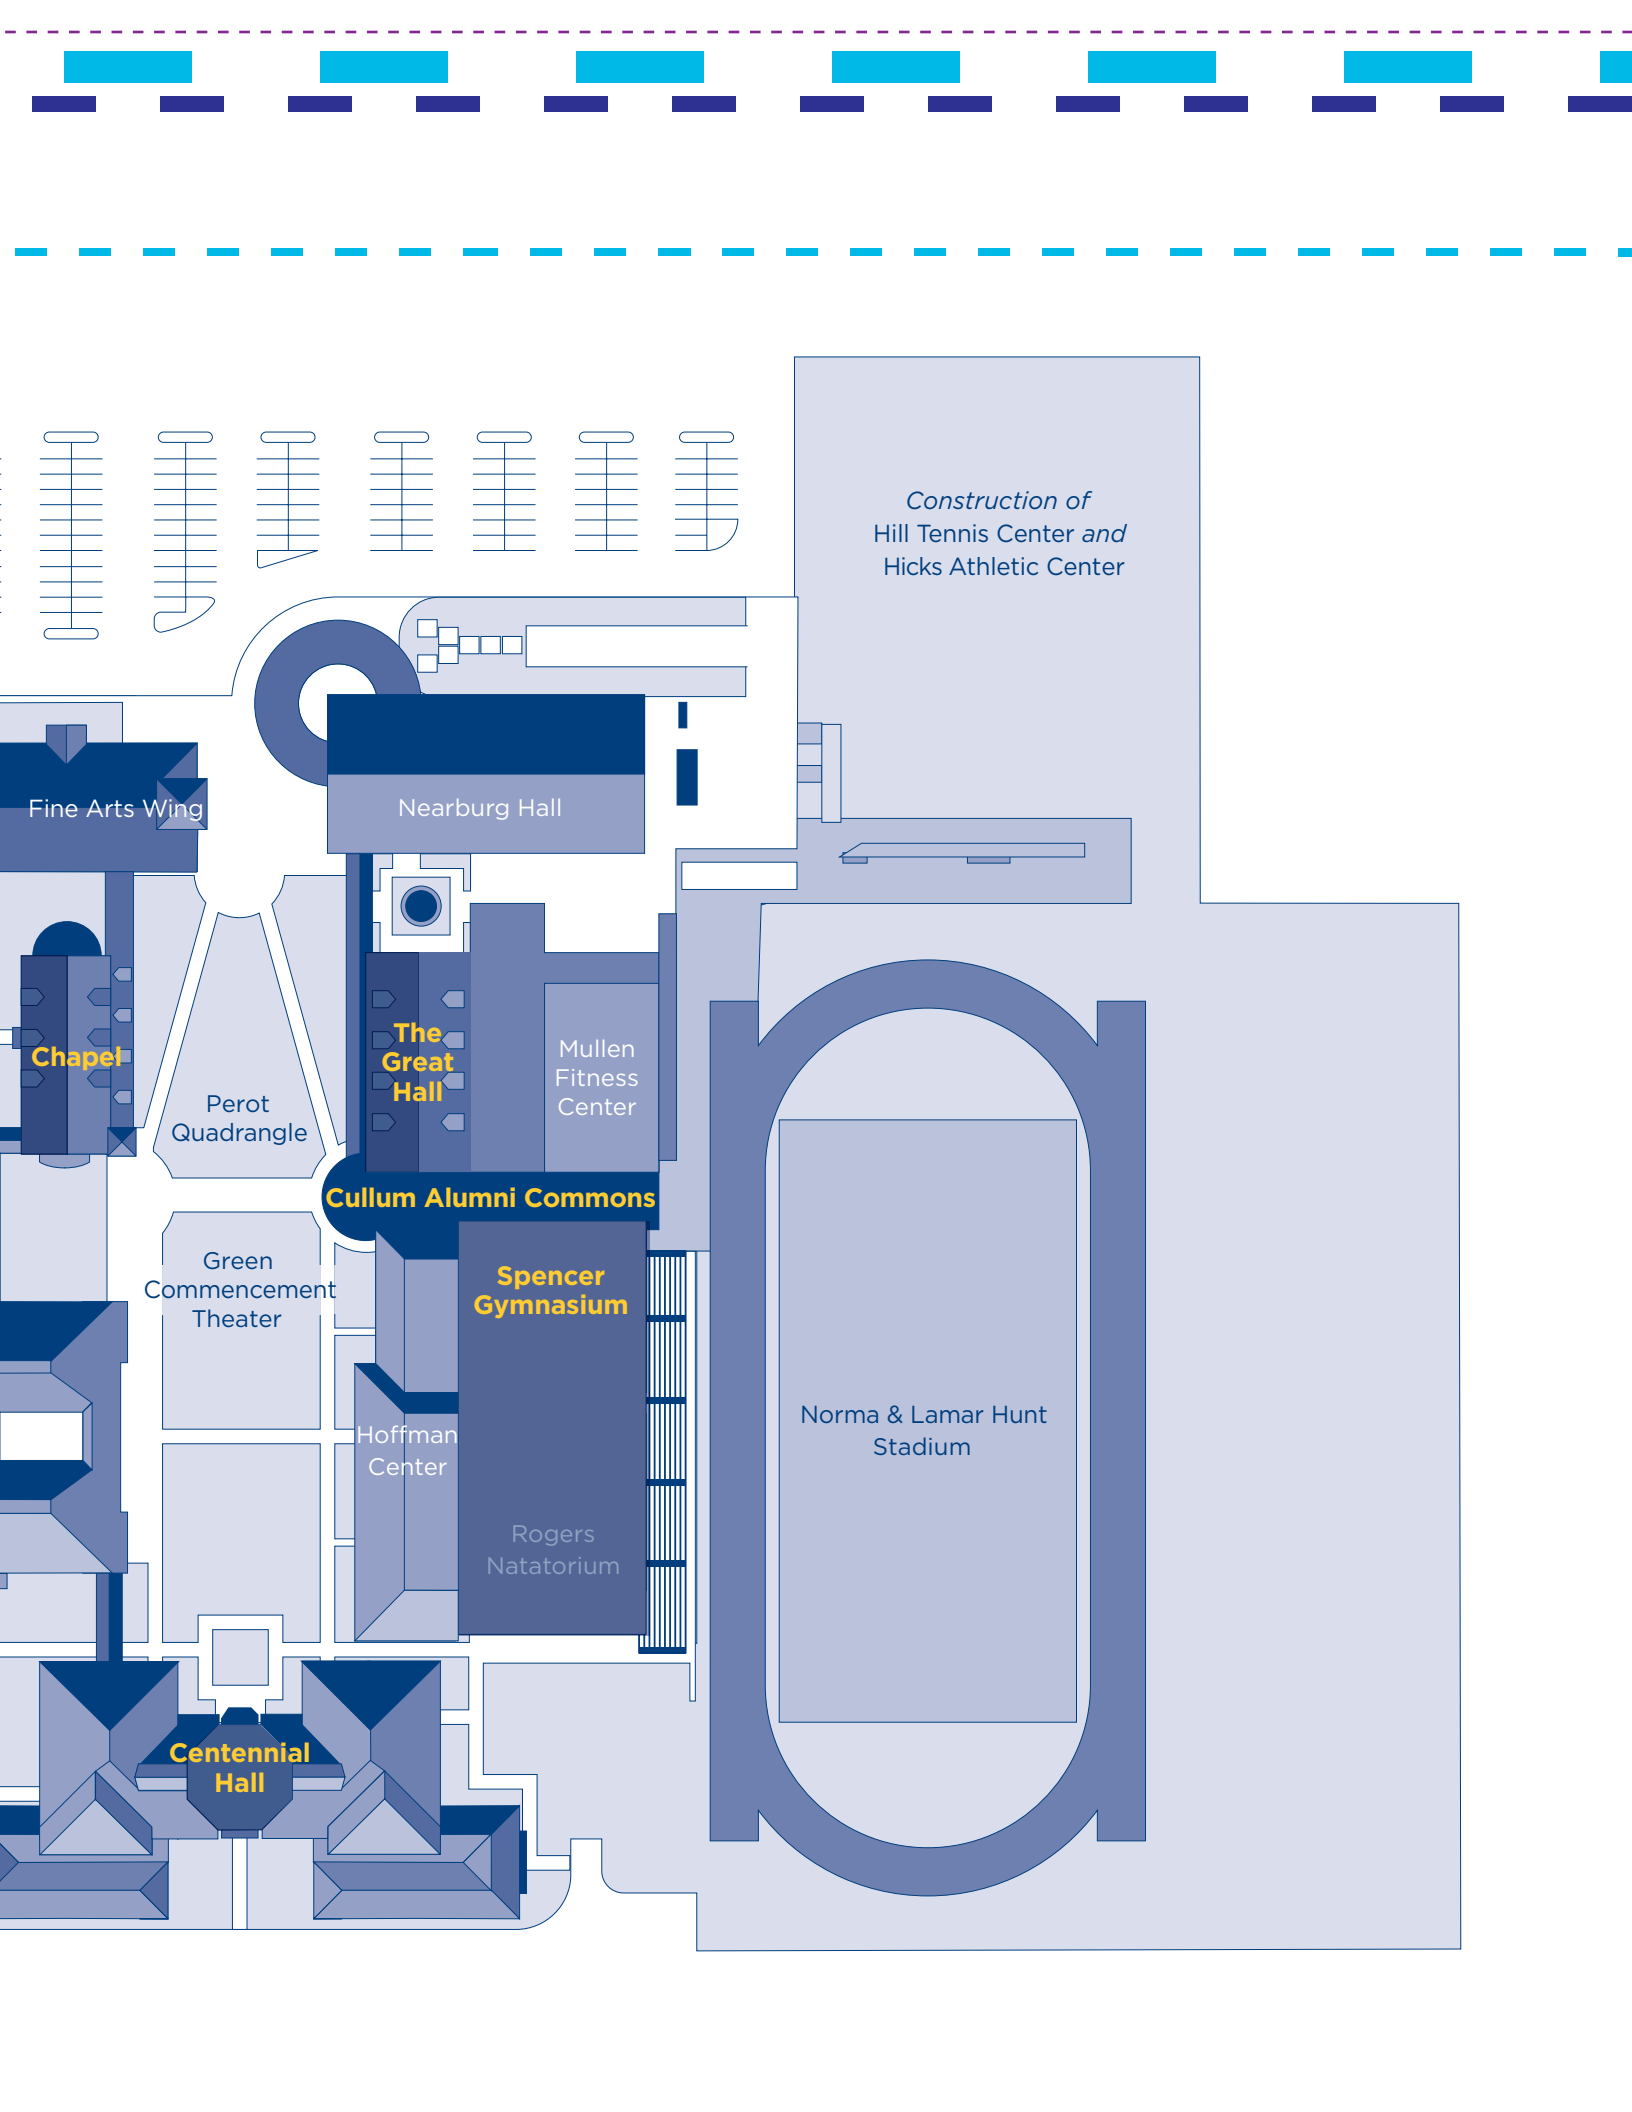 Construction of
Hill Tennis Center and
Hicks Athletic Center
Fine Arts Wing
Nearburg Hall
Chapel
The
Great
Hall
Mullen
Fitness
Center
Perot
Quadrangle
Cullum Alumni Commons
Green
Commencement
Theater
Spencer
Gymnasium
Norma & Lamar Hunt
Stadium
Hoffman
Center
Rogers
Natatorium
Centennial
Hall